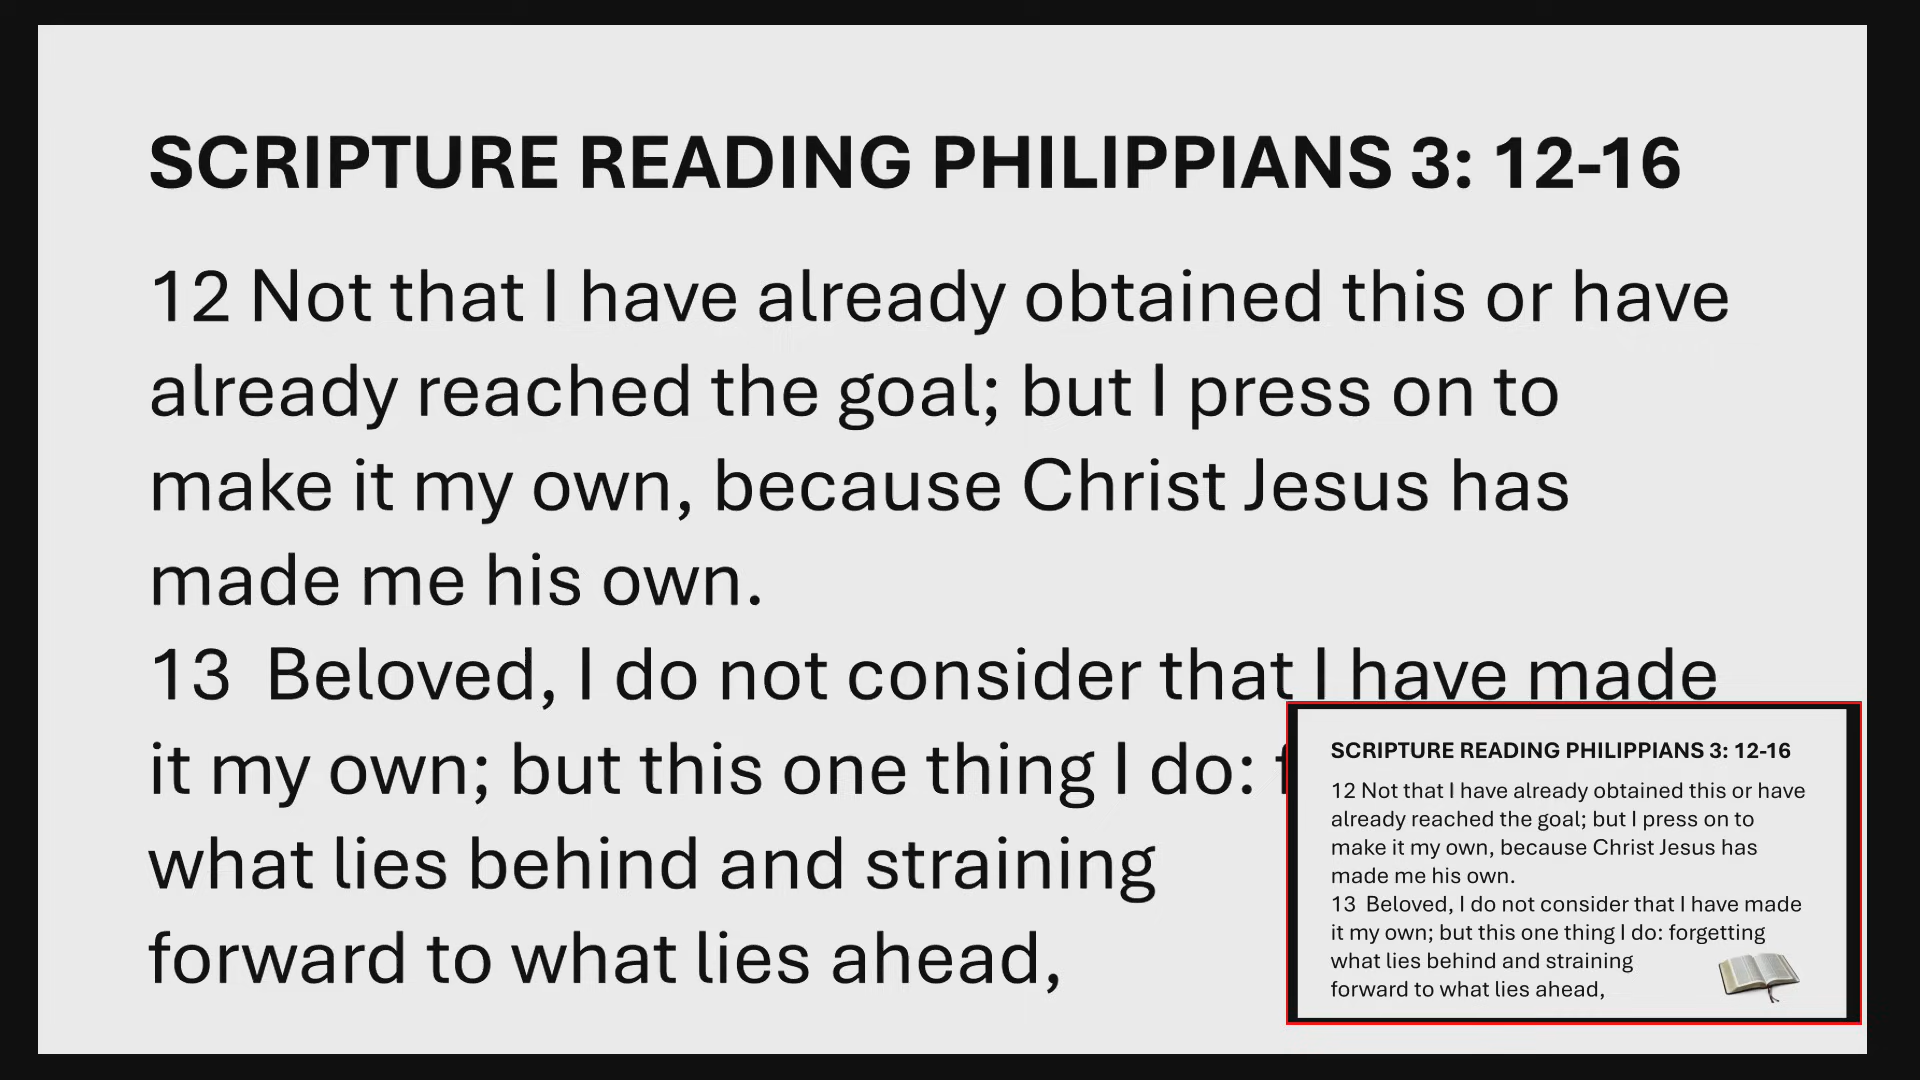 SCRIPTURE READING PHILIPPIANS 3: 12-16
12 Not that I have already obtained this or have
already reached the goal; but I press on to
make it my own, because Christ Jesus has
made me his own.
13 Beloved, I do not consider that I have made
it my own; but this one thing I do:
what lies behind and straining
forward to what lies ahead,
SCRIPTURE READING PHILIPPIANS 3: 12-16
12 Not that I have already obtained this or have
already reached the goal; but I press on to
make it my own, because Christ Jesus has
made me his own.
13 Beloved, I do not consider that I have made
it my own; but this one thing I do: forgetting
what lies behind and straining
forward to what lies ahead,